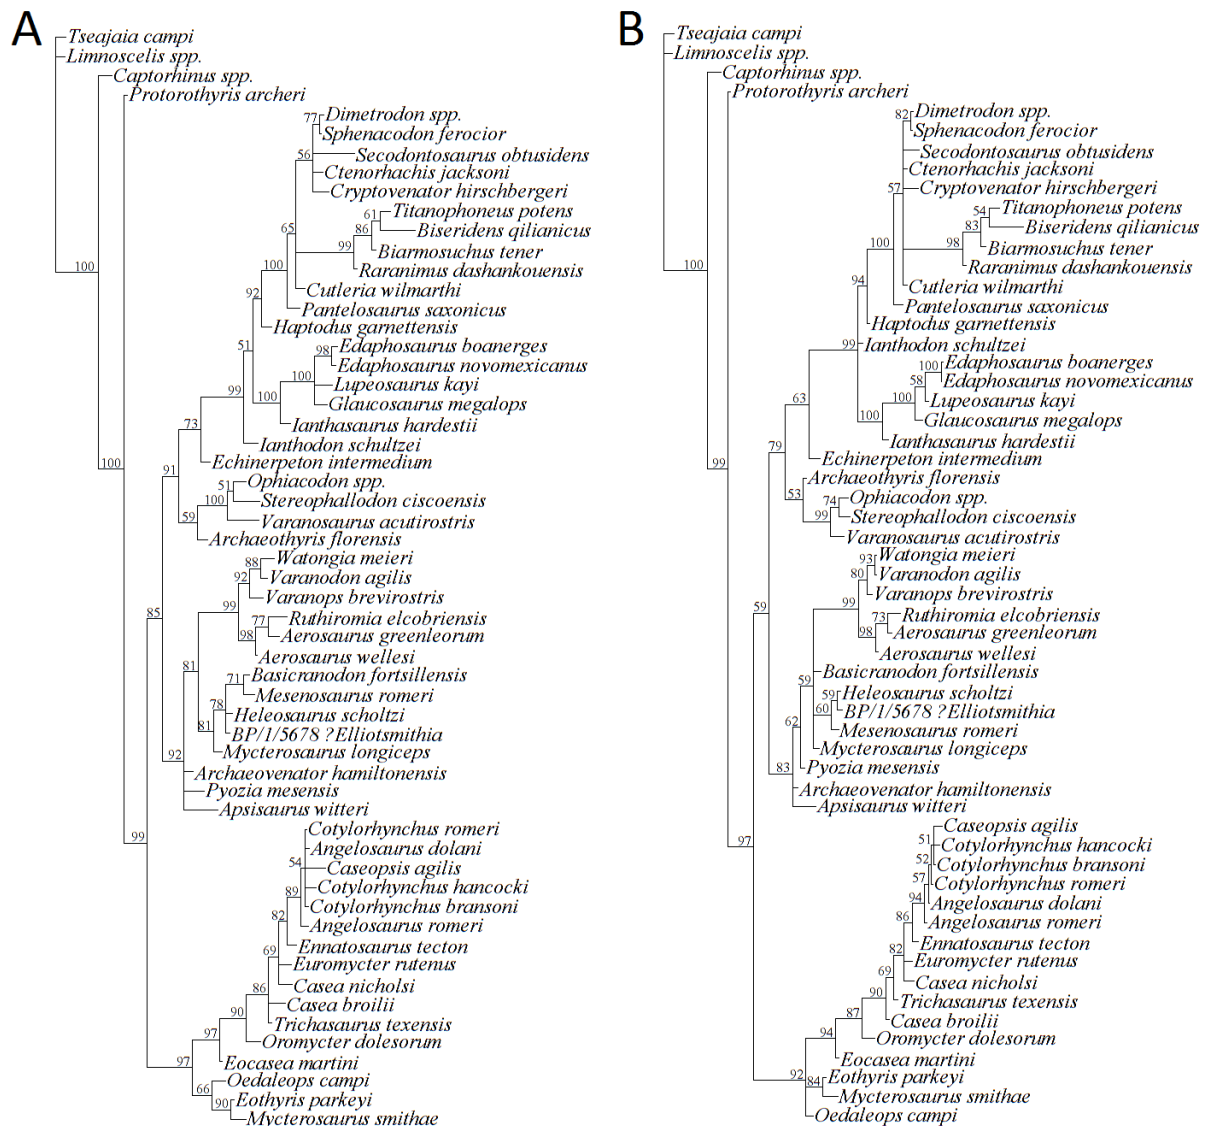 A
Tseajaia campi
Limnoscelis spp.
Captorhinus spp.
Protorothyris archeri
Dimetrodon spp.
77
Sphenacodon ferocior
56
Secodontosaurus obtusidens
Ctenorhachis jacksoni
Cryptovenator hirschbergeri
61
Titanophoneus potens
65
86
Biseridens qilianicus
99
Biarmosuchus tener
100
100
Raranimus dashankouensis
92
Cutleria wilmarthi
Pantelosaurus saxonicus
Haptodus garnettensis
51
98
Edaphosaurus boanerges
Edaphosaurus novomexicanus
100
Lupeosaurus kayi
99
100
Glaucosaurus megalops
73
Ianthasaurus hardestii
Ianthodon schultzei
100
91
Echinerpeton intermedium
51
Ophiacodon spp.
100
Stereophallodon ciscoensis
59
Varanosaurus acutirostris
Archaeothyris florensis
88
Watongia meieri
92
Varanodon agilis
99
Varanops brevirostris
85
77
Ruthiromia elcobriensis
98
Aerosaurus greenleorum
Aerosaurus wellesi
81
71
Basicranodon fortsillensis
78
Mesenosaurus romeri
81
Heleosaurus scholtzi
BP/1/5678 ?Elliotsmithia
92
Mycterosaurus longiceps
Archaeovenator hamiltonensis
Pyozia mesensis
Apsisaurus witteri
99
Cotylorhynchus romeri
Angelosaurus dolani
54
Caseopsis agilis
89
Cotylorhynchus hancocki
82
Cotylorhynchus bransoni
Angelosaurus romeri
69
Ennatosaurus tecton
Euromycter rutenus
86
Casea nicholsi
90
Casea broilii
Trichasaurus texensis
97
Oromycter dolesorum
97
Eocasea martini
66
Oedaleops campi
90
Eothyris parkeyi
Mycterosaurus smithae
B
Tseajaia campi
Limnoscelis spp.
Captorhinus spp.
Protorothyris archeri
82
Dimetrodon spp.
Sphenacodon ferocior
Secodontosaurus obtusidens
Ctenorhachis jacksoni
57
Cryptovenator hirschbergeri
54
Titanophoneus potens
83
Biseridens qilianicus
100
98
Biarmosuchus tener
100
Raranimus dashankouensis
94
Cutleria wilmarthi
Pantelosaurus saxonicus
Haptodus garnettensis
99
Ianthodon schultzei
100
Edaphosaurus boanerges
58
Edaphosaurus novomexicanus
63
100
Lupeosaurus kayi
100
Glaucosaurus megalops
Ianthasaurus hardestii
79
Echinerpeton intermedium
99
Archaeothyris florensis
53
74
Ophiacodon spp.
99
Stereophallodon ciscoensis
Varanosaurus acutirostris
93
Watongia meieri
80
Varanodon agilis
59
99
Varanops brevirostris
73
Ruthiromia elcobriensis
98
Aerosaurus greenleorum
Aerosaurus wellesi
59
Basicranodon fortsillensis
59
Heleosaurus scholtzi
62
60
BP/1/5678 ?Elliotsmithia
Mesenosaurus romeri
Mycterosaurus longiceps
83
Pyozia mesensis
Archaeovenator hamiltonensis
Apsisaurus witteri
97
Caseopsis agilis
51
Cotylorhynchus hancocki
52
Cotylorhynchus bransoni
57
Cotylorhynchus romeri
94
Angelosaurus dolani
86
Angelosaurus romeri
82
Ennatosaurus tecton
69
Euromycter rutenus
90
Casea nicholsi
Trichasaurus texensis
87
Casea broilii
94
Oromycter dolesorum
Eocasea martini
92
84
Eothyris parkeyi
Mycterosaurus smithae
Oedaleops campi